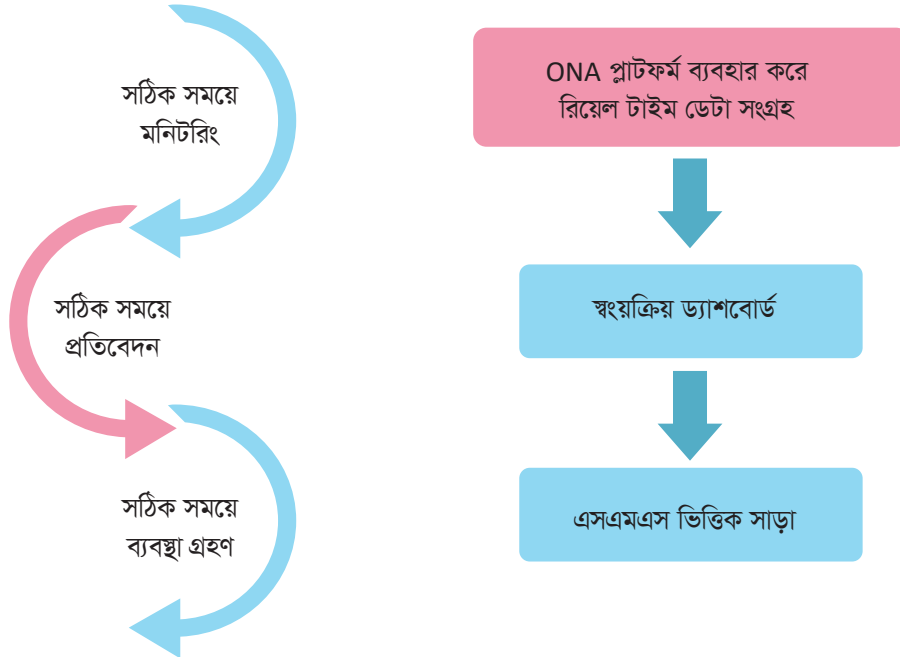 সঠিক সময়ে
মনিটরিং
সঠিক সময়ে
প্রতিবেদন
সঠিক সময়ে
ব্যবস্থা গ্রহণ
ONA প্লাটফর্ম ব্যবহার করে
রিয়েল টাইম ডেটা সংগ্রহ
স্বংয়ক্রিয় ড্যাশবোর্ড
এসএমএস ভিত্তিক সাড়া